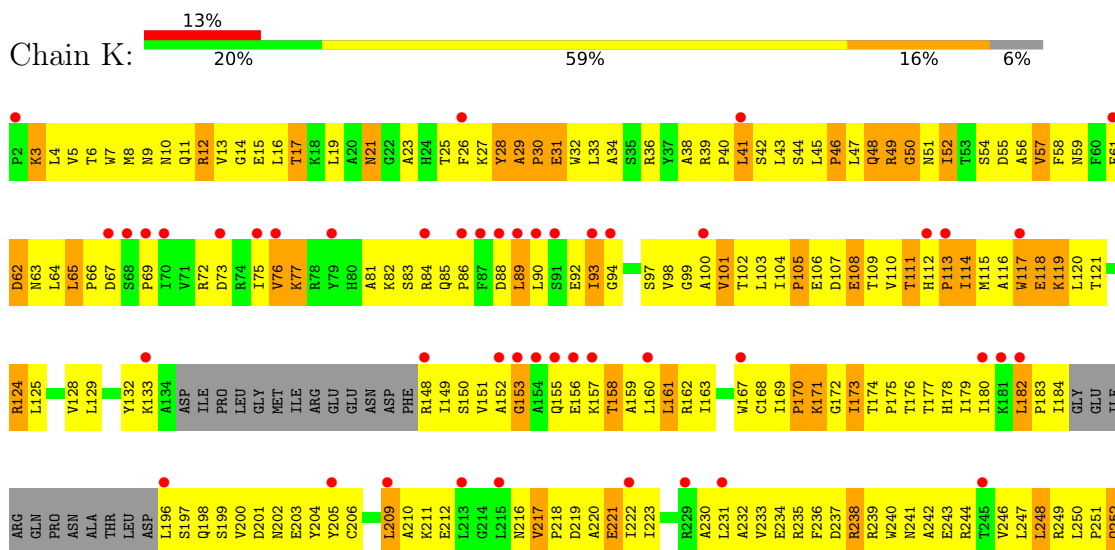 13%
Chain K:
20% 59% 16% 6%
P2 K3 L4 V5 T6 W7 M8 N9 N10 Q11 R12 V13 G14 E15 L16 T17 K18 L19 A20 N21 G22 A23 H24 T25 F26 K27 Y28 A29 P30 E31 W32 L33 A34 S35 R36 Y37 A38 R39 P40 L41 S42 L43 S44 L45 P46 L47 Q48 R49 G50 N51 I52 T53 S54 D55 A56 V57 F58 N59 F60 F61
D62 N63 L64 L65 P66 D67 S68 P69 I70 V71 R72 D73 R74 I75 V76 K77 R78 Y79 H80 A81 K82 S83 R84 Q85 P86 F87 D88 L89 L90 S91 E92 I93 G94 S97 V98 G99 A100 V101 T102 L103 I104 P105 E106 D107 E108 T109 V110 T111 H112 P113 I114 M115 A116 W117 E118 K119 L120 T121
R124 L125 V128 L129 Y132 K133 A134 ASP ILE PRO LEU GLY MET ILE ARG GLU GLU ASN ASP PHE R148 I149 S150 V151 A152 G153 A154 Q155 E156 K157 T158 A159 L160 L161 R162 I163 W167 C168 I169 P170 K171 G172 I173 T174 P175 T176 T177 H178 I179 I180 K181 L182 P183 I184 GLY GLU ILE
ARG GLN PRO ASN ALA THR LEU ASP L196 S197 Q198 S199 V200 D201 N202 E203 Y204 Y205 C206 L209 A210 K211 E212 L213 G214 L215 N216 V217 P218 D219 A220 E221 I222 I223 R229 A230 L231 A232 V233 E234 R235 F236 D237 R238 R239 W240 N241 A242 E243 R244 T245 V246 L247 L248 R249 L250 P251